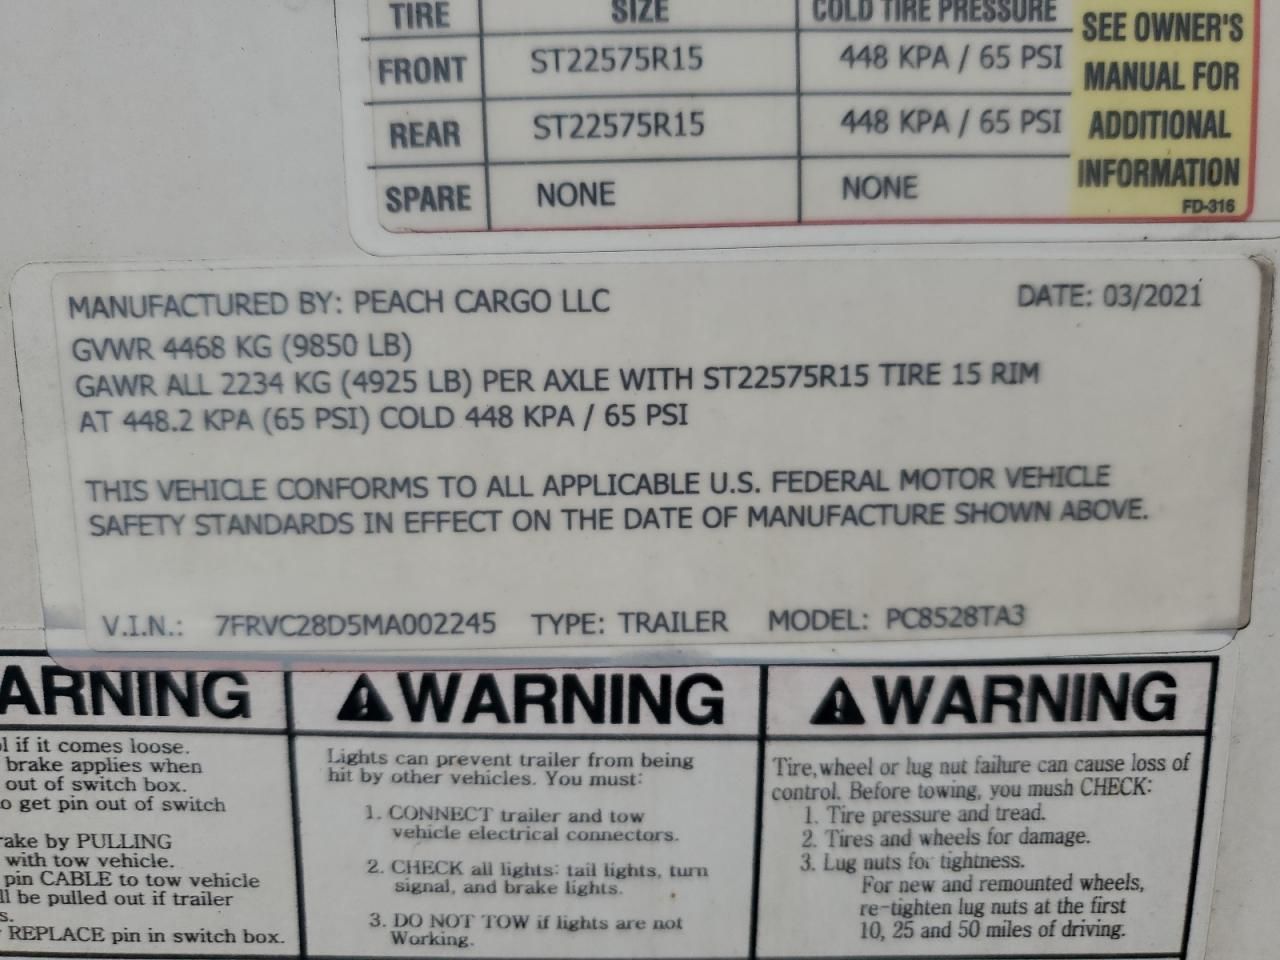 TIRE SIZE COLD TIRE PRESSURE
FRONT ST22575R15 448 KPA / 65 PSI
REAR ST22575R15 448 KPA / 65 PSI
SPARE NONE NONE
SEE OWNER'S
MANUAL FOR
ADDITIONAL
INFORMATION
FD-316
MANUFACTURED BY: PEACH CARGO LLC DATE: 03/2021
GVWR 4468 KG (9850 LB)
GAWR ALL 2234 KG (4925 LB) PER AXLE WITH ST22575R15 TIRE 15 RIM
AT 448.2 KPA (65 PSI) COLD 448 KPA / 65 PSI
THIS VEHICLE CONFORMS TO ALL APPLICABLE U.S. FEDERAL MOTOR VEHICLE
SAFETY STANDARDS IN EFFECT ON THE DATE OF MANUFACTURE SHOWN ABOVE.
V.I.N.: 7FRVC28D5MA002245 TYPE: TRAILER MODEL: PC8528TA3
ARNING
l if it comes loose.
brake applies when
out of switch box.
o get pin out of switch
rake by PULLING
with tow vehicle.
pin CABLE to tow vehicle
ll be pulled out if trailer
s.
REPLACE pin in switch box.
WARNING
Lights can prevent trailer from being
hit by other vehicles. You must:
1. CONNECT trailer and tow
vehicle electrical connectors.
2. CHECK all lights: tail lights, turn
signal, and brake lights.
3. DO NOT TOW if lights are not
Working.
WARNING
Tire,wheel or lug nut failure can cause loss of
control. Before towing, you mush CHECK:
1. Tire pressure and tread.
2. Tires and wheels for damage.
3. Lug nuts for tightness.
For new and remounted wheels,
re-tighten lug nuts at the first
10, 25 and 50 miles of driving.